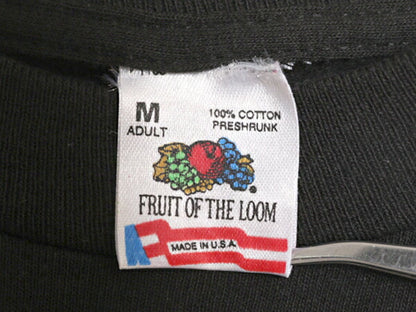 M
ADULT
100% COTTON
PRESHRUNK
®
FRUIT OF THE LOOM
MADE IN U.S.A.